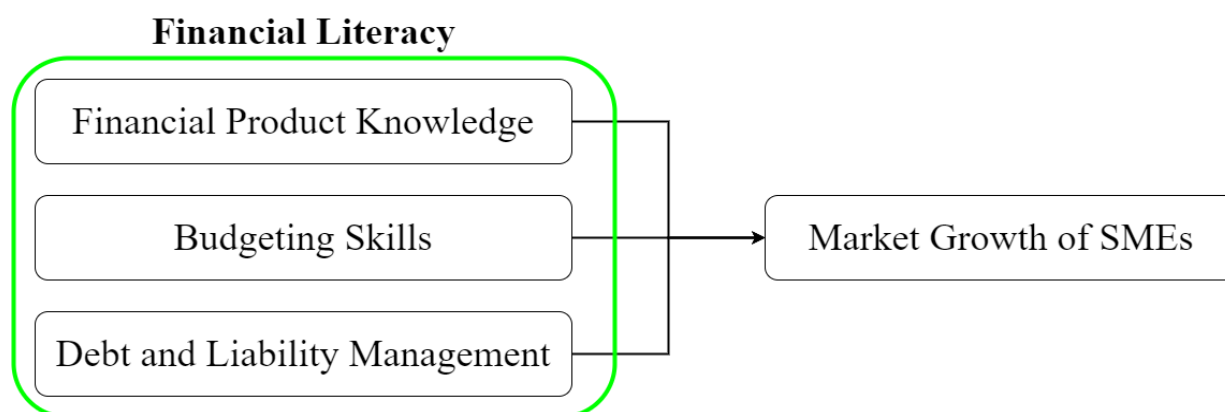 Financial Literacy
Financial Product Knowledge
Budgeting Skills
Market Growth of SMEs
Debt and Liability Management